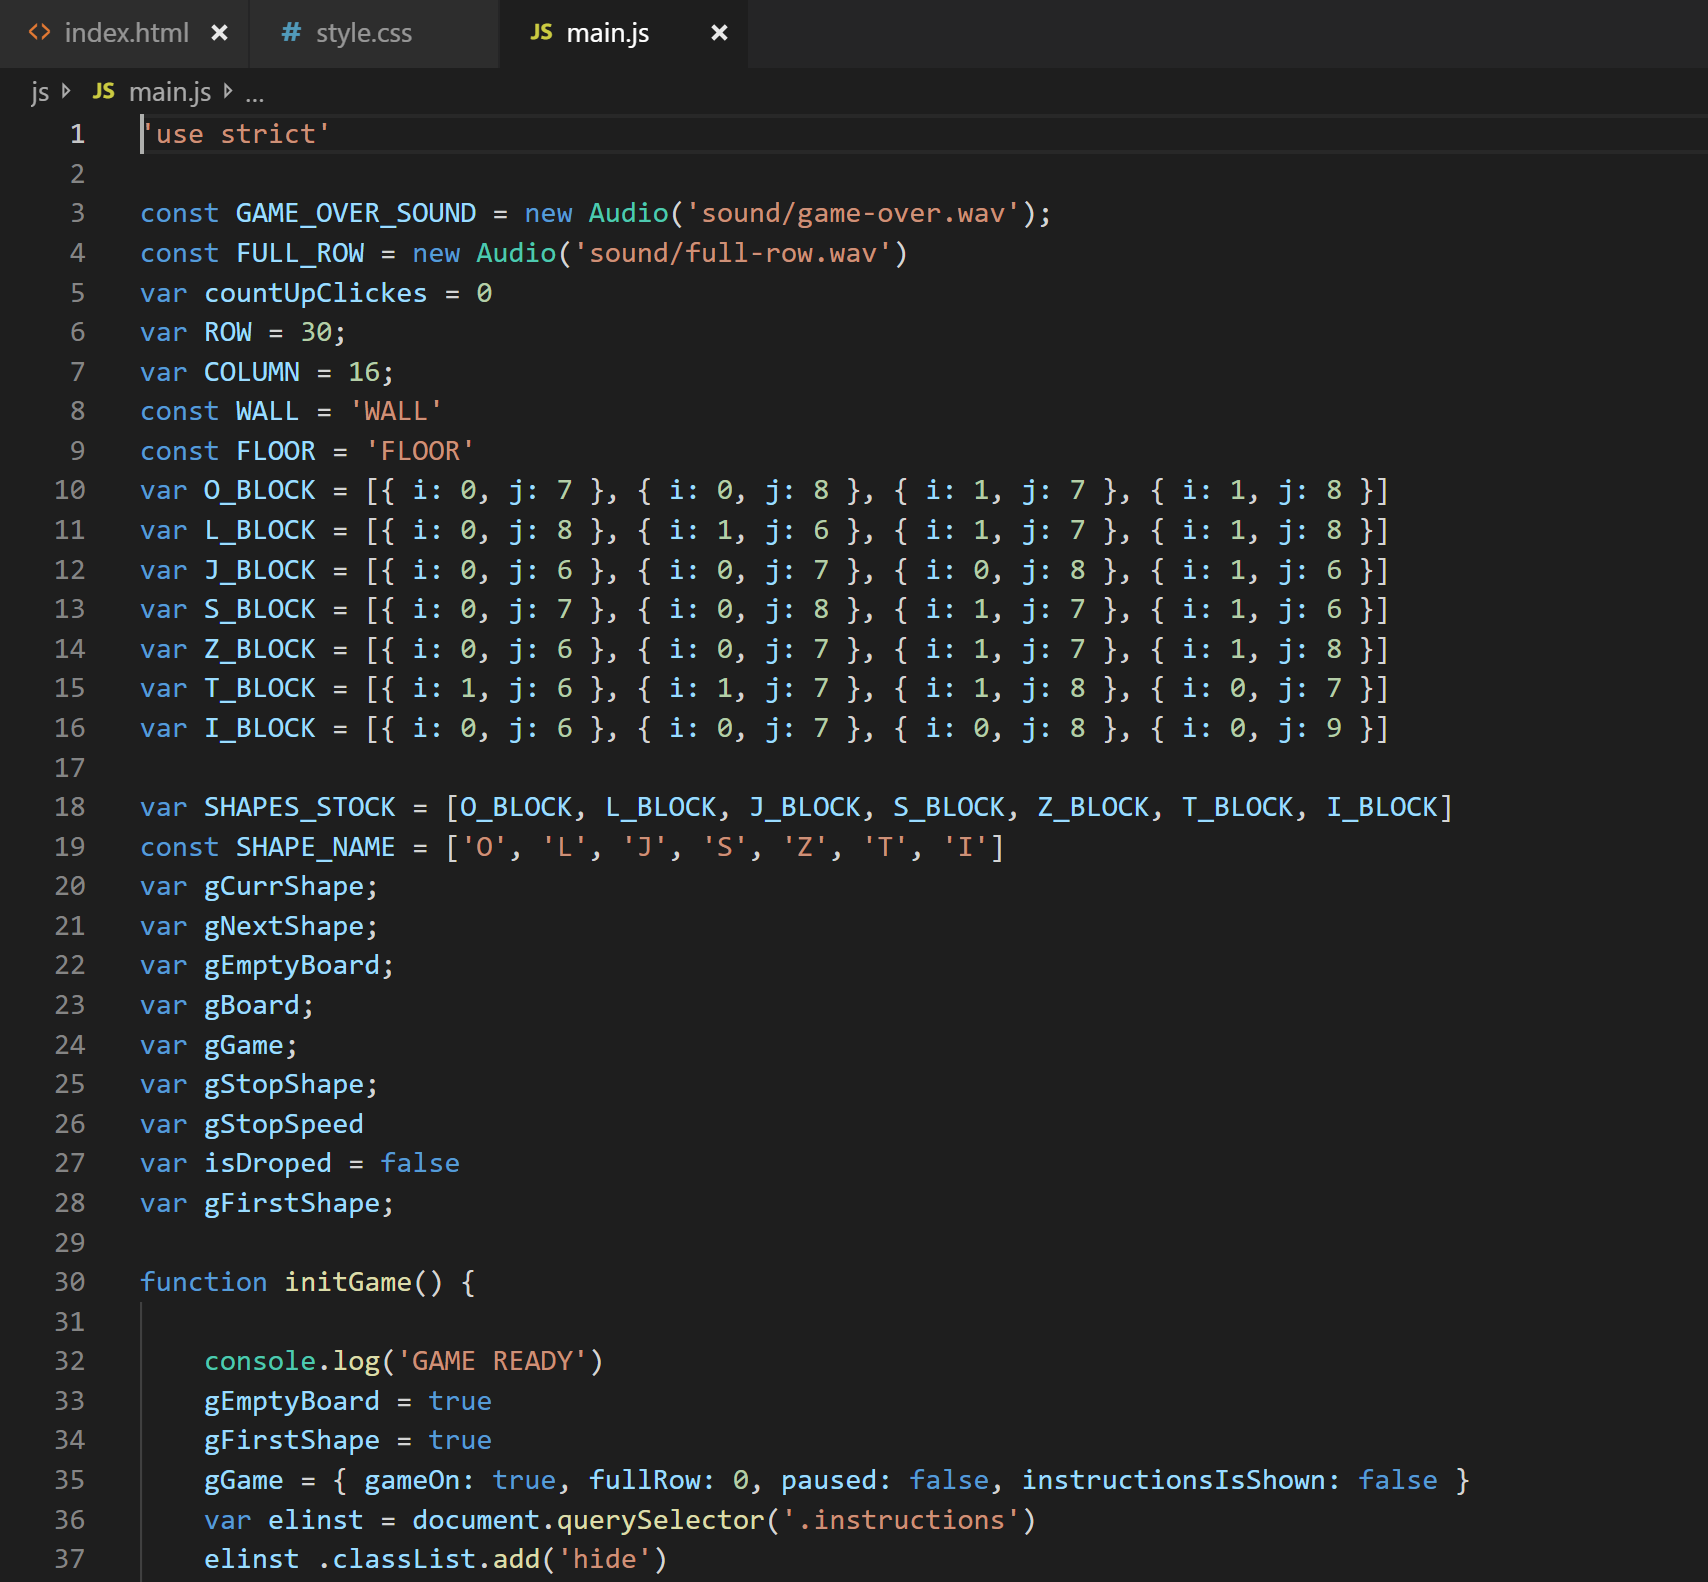 <> index.html × # style.css JS main.js ×
js JS main.js ...
1 'use strict'
2
3 const GAME_OVER_SOUND = new Audio('sound/game-over.wav');
4 const FULL_ROW = new Audio('sound/full-row.wav')
5 var countUpClickes = 0
6 var ROW = 30;
7 var COLUMN = 16;
8 const WALL = 'WALL'
9 const FLOOR = 'FLOOR'
10 var O_BLOCK = [{ i: 0, j: 7 }, { i: 0, j: 8 }, { i: 1, j: 7 }, { i: 1, j: 8 }]
11 var L_BLOCK = [{ i: 0, j: 8 }, { i: 1, j: 6 }, { i: 1, j: 7 }, { i: 1, j: 8 }]
12 var J_BLOCK = [{ i: 0, j: 6 }, { i: 0, j: 7 }, { i: 0, j: 8 }, { i: 1, j: 6 }]
13 var S_BLOCK = [{ i: 0, j: 7 }, { i: 0, j: 8 }, { i: 1, j: 7 }, { i: 1, j: 6 }]
14 var Z_BLOCK = [{ i: 0, j: 6 }, { i: 0, j: 7 }, { i: 1, j: 7 }, { i: 1, j: 8 }]
15 var T_BLOCK = [{ i: 1, j: 6 }, { i: 1, j: 7 }, { i: 1, j: 8 }, { i: 0, j: 7 }]
16 var I_BLOCK = [{ i: 0, j: 6 }, { i: 0, j: 7 }, { i: 0, j: 8 }, { i: 0, j: 9 }]
17
18 var SHAPES_STOCK = [O_BLOCK, L_BLOCK, J_BLOCK, S_BLOCK, Z_BLOCK, T_BLOCK, I_BLOCK]
19 const SHAPE_NAME = ['O', 'L', 'J', 'S', 'Z', 'T', 'I']
20 var gCurrShape;
21 var gNextShape;
22 var gEmptyBoard;
23 var gBoard;
24 var gGame;
25 var gStopShape;
26 var gStopSpeed
27 var isDroped = false
28 var gFirstShape;
29
30 function initGame() {
31
32 console.log('GAME READY')
33 gEmptyBoard = true
34 gFirstShape = true
35 gGame = { gameOn: true, fullRow: 0, paused: false, instructionsIsShown: false }
36 var elinst = document.querySelector('.instructions')
37 elinst .classList.add('hide')